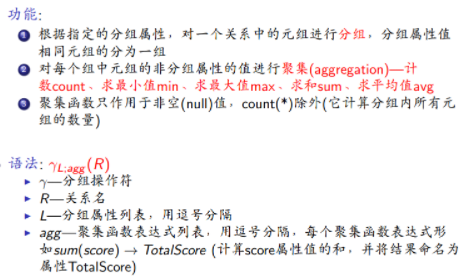 功能:
1 根据指定的分组属性，对一个关系中的元组进行分组，分组属性值
相同元组的分为一组
2 对每个组中元组的非分组属性的值进行聚集(aggregation)—计
数count、求最小值min、求最大值max、求和sum、求平均值avg
3 聚集函数只作用于非空(null)值，count(*)除外(它计算分组内所有元
组的数量)
语法: γL;agg(R)
▶ γ—分组操作符
▶ R—关系名
▶ L—分组属性列表，用逗号分隔
▶ agg—聚集函数表达式列表，用逗号分隔，每个聚集函数表达式形
如sum(score) → TotalScore (计算score属性值的和，并将结果命名为
属性TotalScore)